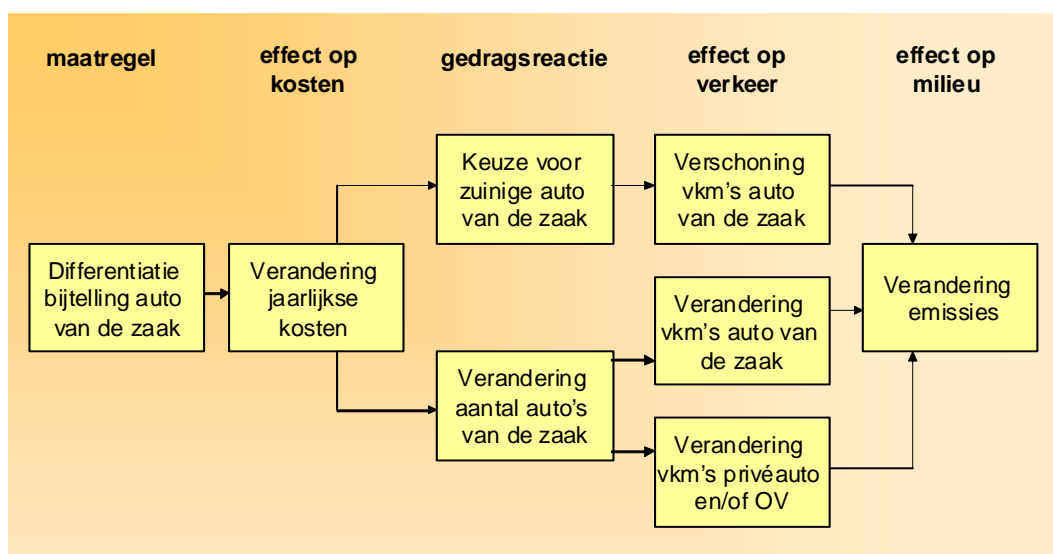 maatregel
effect op
kosten
gedragsreactie
effect op
verkeer
effect op
milieu
Differentiatie
bijtelling auto
van de zaak
Verandering
jaarlijkse
kosten
Keuze voor
zuinige auto
van de zaak
Verandering
aantal auto's
van de zaak
Verschoning
vkm's auto
van de zaak
Verandering
vkm's auto van
de zaak
Verandering
vkm's privéauto
en/of OV
Verandering
emissies